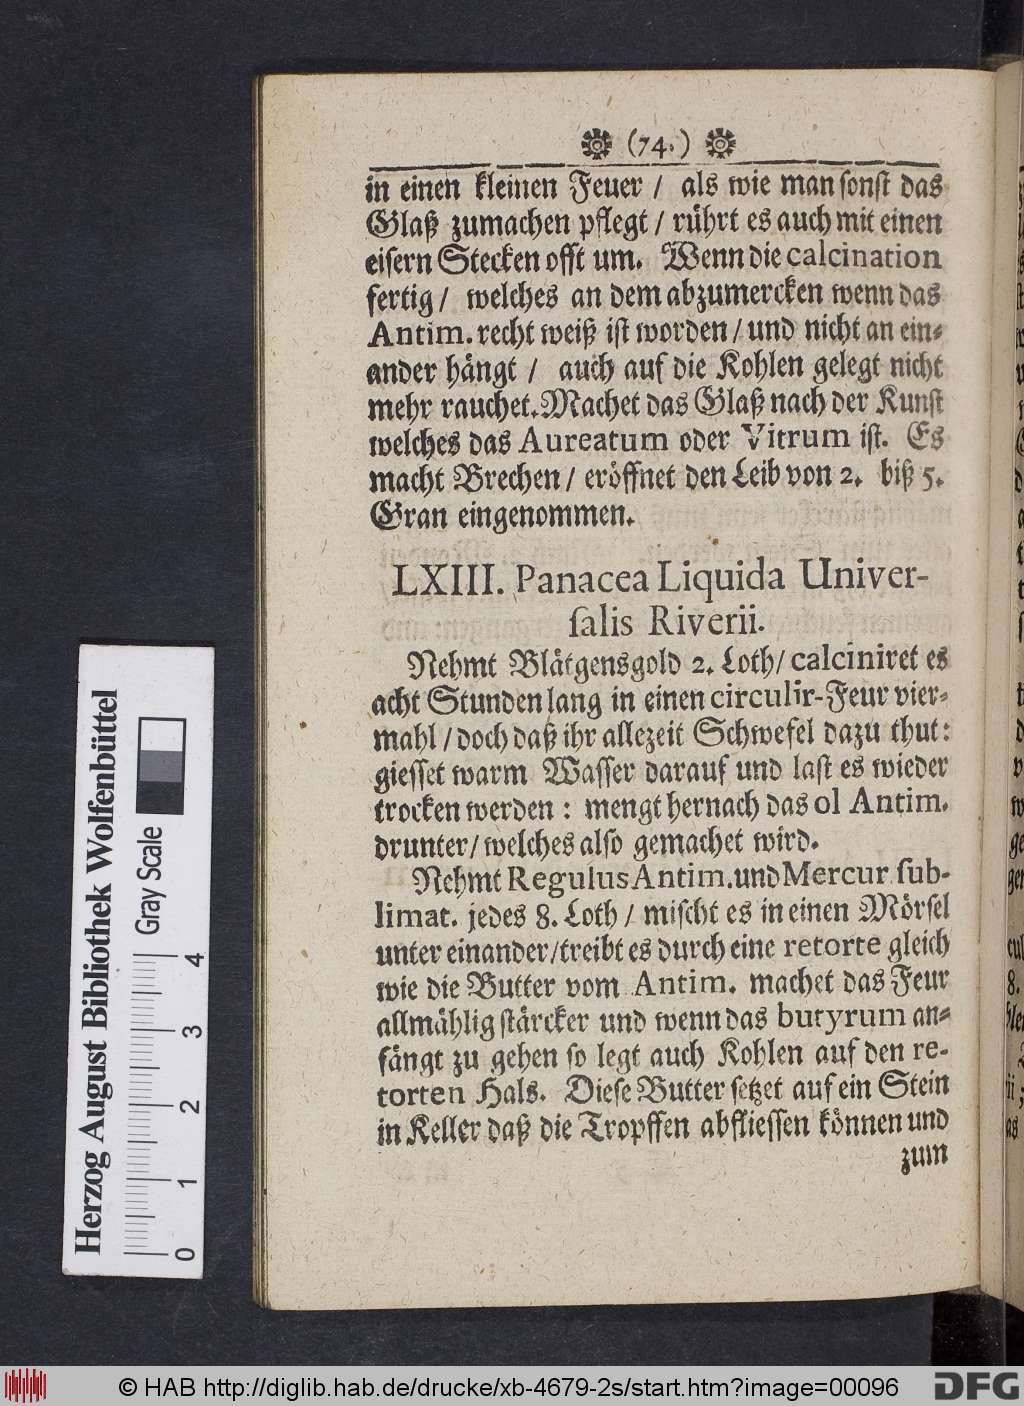 (74.)
in einen kleinen Feuer / als wie man sonst das
Glaß zumachen pflegt / rührt es auch mit einen
eisern Stecken offt um. Wenn die calcination
fertig / welches an dem abzumercken wenn das
Antim. recht weiß ist worden / und nicht an ein-
ander hängt / auch auf die Kohlen gelegt nicht
mehr rauchet. Machet das Glaß nach der Kunst
welches das Aureatum oder Vitrum ist. Es
macht Brechen / eröffnet den Leib von 2. biß 5.
Gran eingenommen.
LXIII. Panacea Liquida Univer-
salis Riverii.
Nehmt Blätgensgold 2. Loth / calciniret es
acht Stunden lang in einen circulir-Feur vier-
mahl / doch daß ihr allezeit Schwefel dazu thut:
giesset warm Wasser darauf und last es wieder
trocken werden: mengt hernach das ol Antim.
drunter / welches also gemachet wird.
Nehmt Regulus Antim. und Mercur sub-
limat. jedes 8. Loth / mischt es in einen Mörsel
unter einander / treibt es durch eine retorte gleich
wie die Butter vom Antim. machet das Feur
allmählig stärcker und wenn das butyrum an-
fängt zu gehen so legt auch Kohlen auf den re-
torten Hals. Diese Butter setzet auf ein Stein
in Keller daß die Tropffen abfliessen können und
zum
Herzog August Bibliothek Wolfenbüttel
Gray Scale
0 1 2 3 4
© HAB http://diglib.hab.de/drucke/xb-4679-2s/start.htm?image=00096
DFG